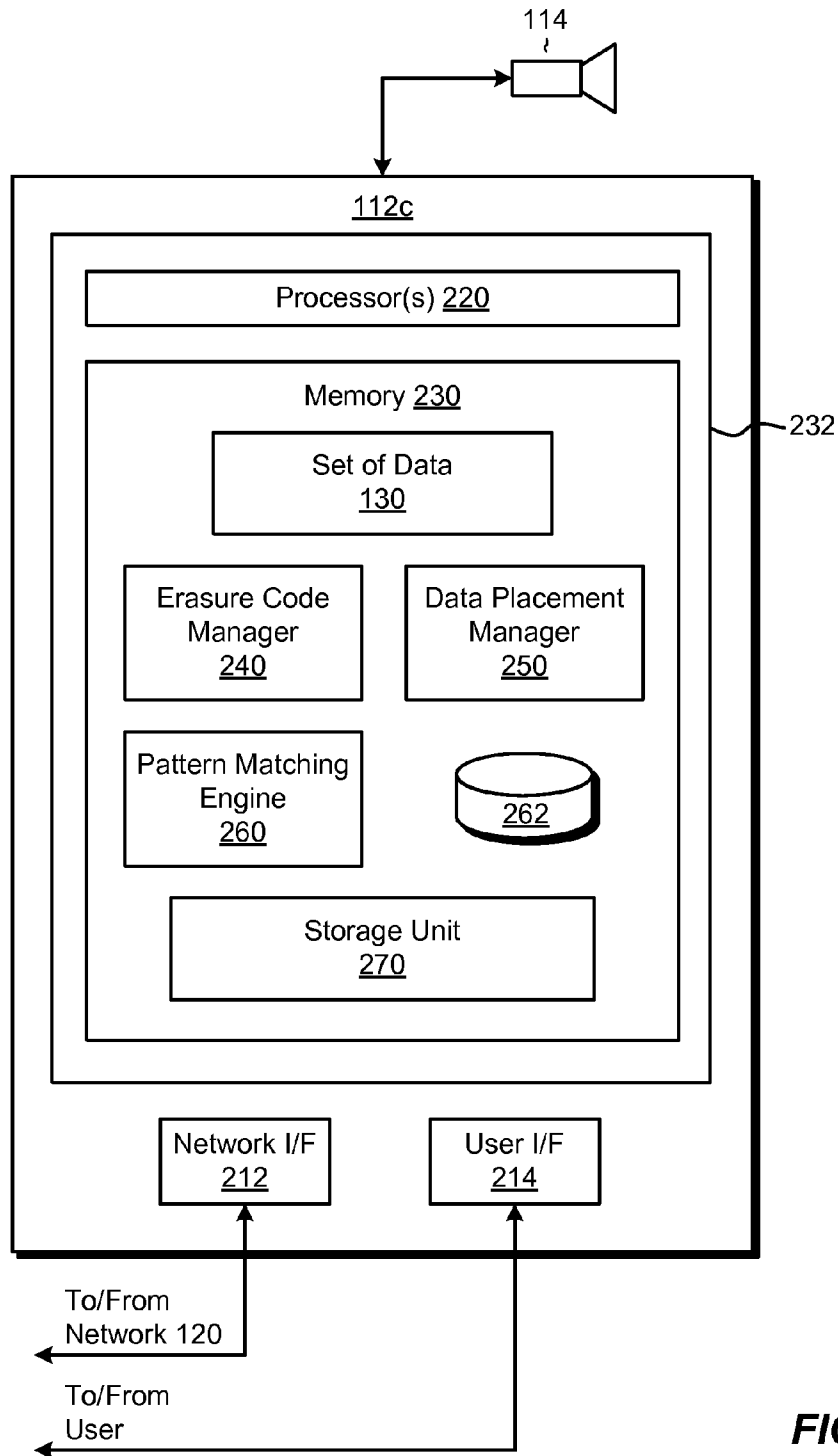 114
112c
Processor(s) 220
Memory 230
232
Set of Data
130
Erasure Code
Manager
240
Data Placement
Manager
250
Pattern Matching
Engine
260
262
Storage Unit
270
Network I/F
212
User I/F
214
To/From
Network 120
To/From
User